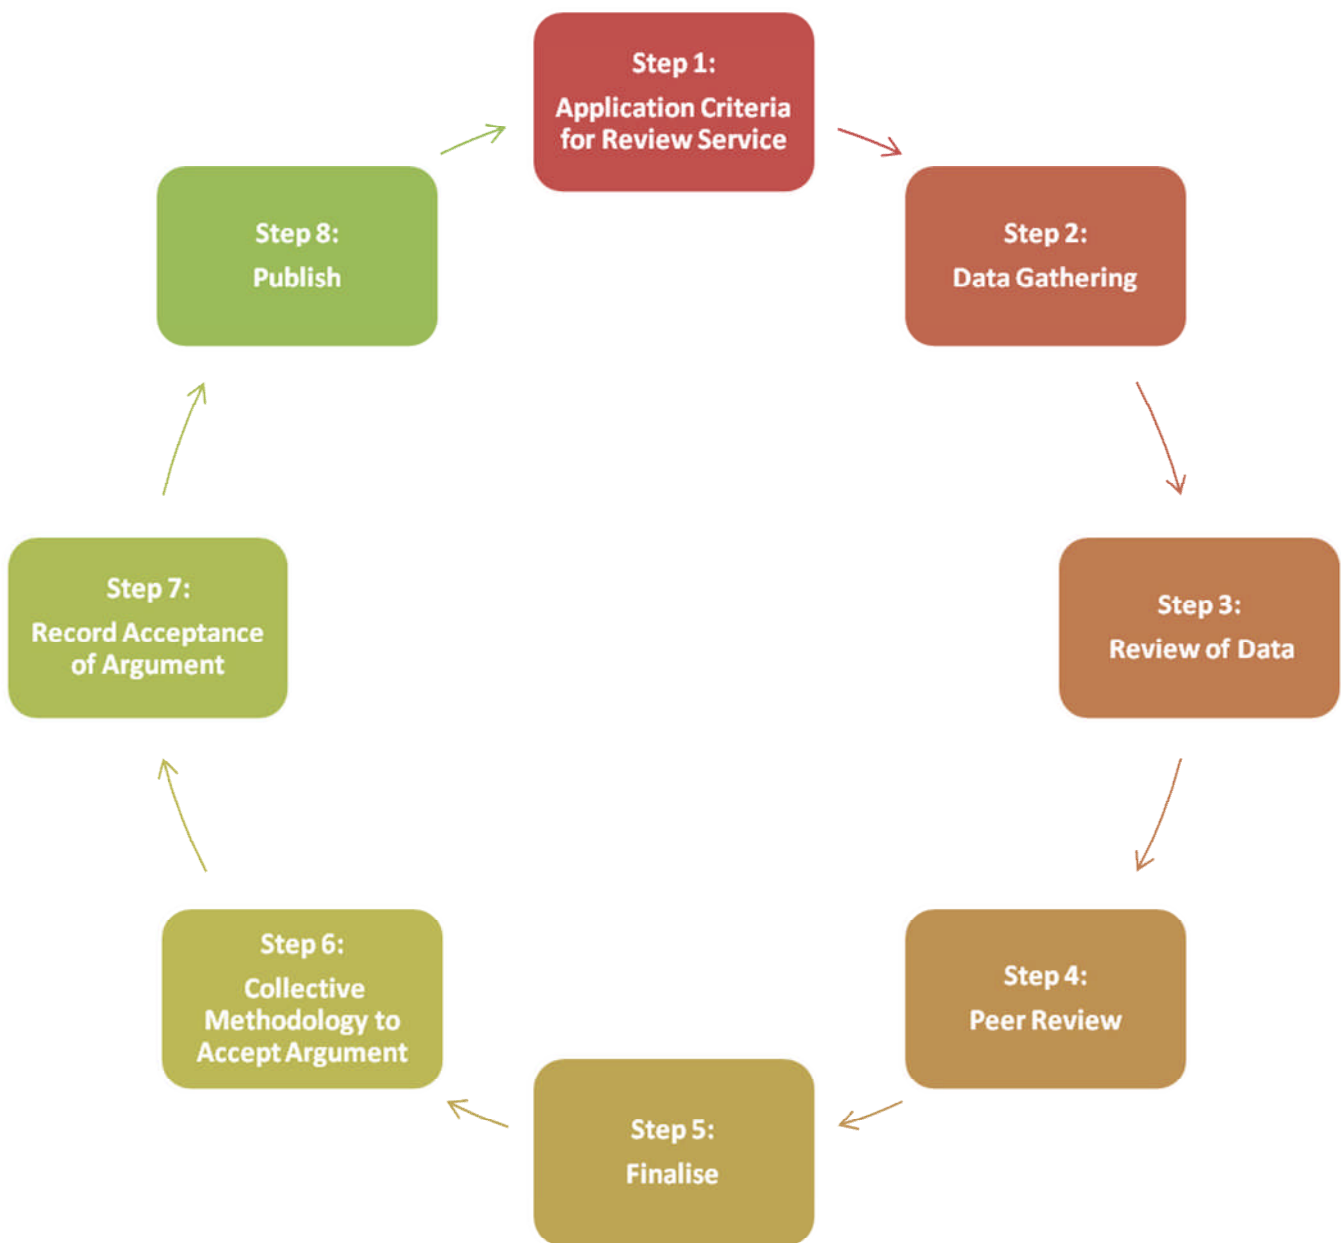 Step 1:
Application Criteria
for Review Service
Step 2:
Data Gathering
Step 3:
Review of Data
Step 4:
Peer Review
Step 5:
Finalise
Step 6:
Collective
Methodology to
Accept Argument
Step 7:
Record Acceptance
of Argument
Step 8:
Publish